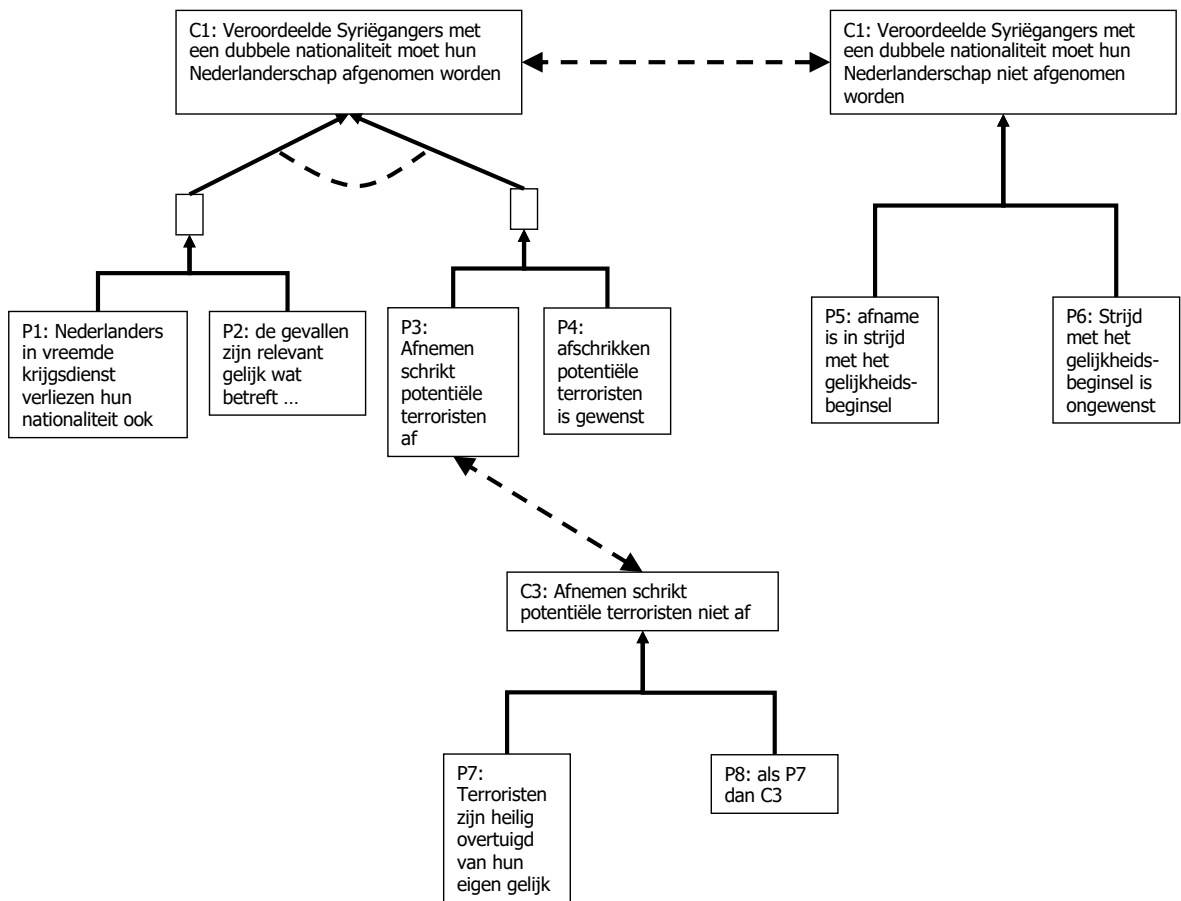 C1: Veroordeelde Syriëgangers met
een dubbele nationaliteit moet hun
Nederlanderschap afgenomen worden
C1: Veroordeelde Syriëgangers met
een dubbele nationaliteit moet hun
Nederlanderschap niet afgenomen
worden
P1: Nederlanders
in vreemde
krijgsdienst
verliezen hun
nationaliteit ook
P2: de gevallen
zijn relevant
gelijk wat
betreft ...
P3:
Afnemen
schrikt
potentiële
terroristen
af
P4:
afschrikken
potentiële
terroristen
is gewenst
P5: afname
is in strijd
met het
gelijkheids-
beginsel
P6: Strijd
met het
gelijkheids-
beginsel is
ongewenst
C3: Afnemen schrikt
potentiële terroristen niet af
P7:
Terroristen
zijn heilig
overtuigd
van hun
eigen gelijk
P8: als P7
dan C3